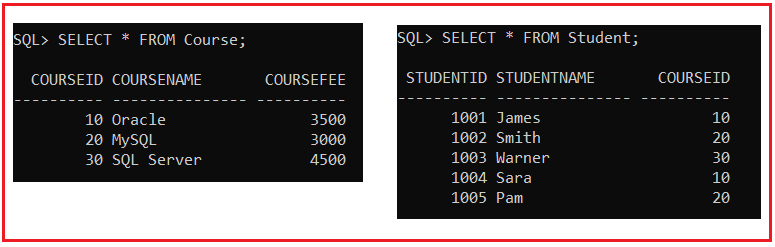 SQL> SELECT * FROM Course;
COURSEID COURSENAME COURSEFEE
---------- --------------- ----------
10 Oracle 3500
20 MySQL 3000
30 SQL Server 4500
SQL> SELECT * FROM Student;
STUDENTID STUDENTNAME COURSEID
---------- --------------- ----------
1001 James 10
1002 Smith 20
1003 Warner 30
1004 Sara 10
1005 Pam 20